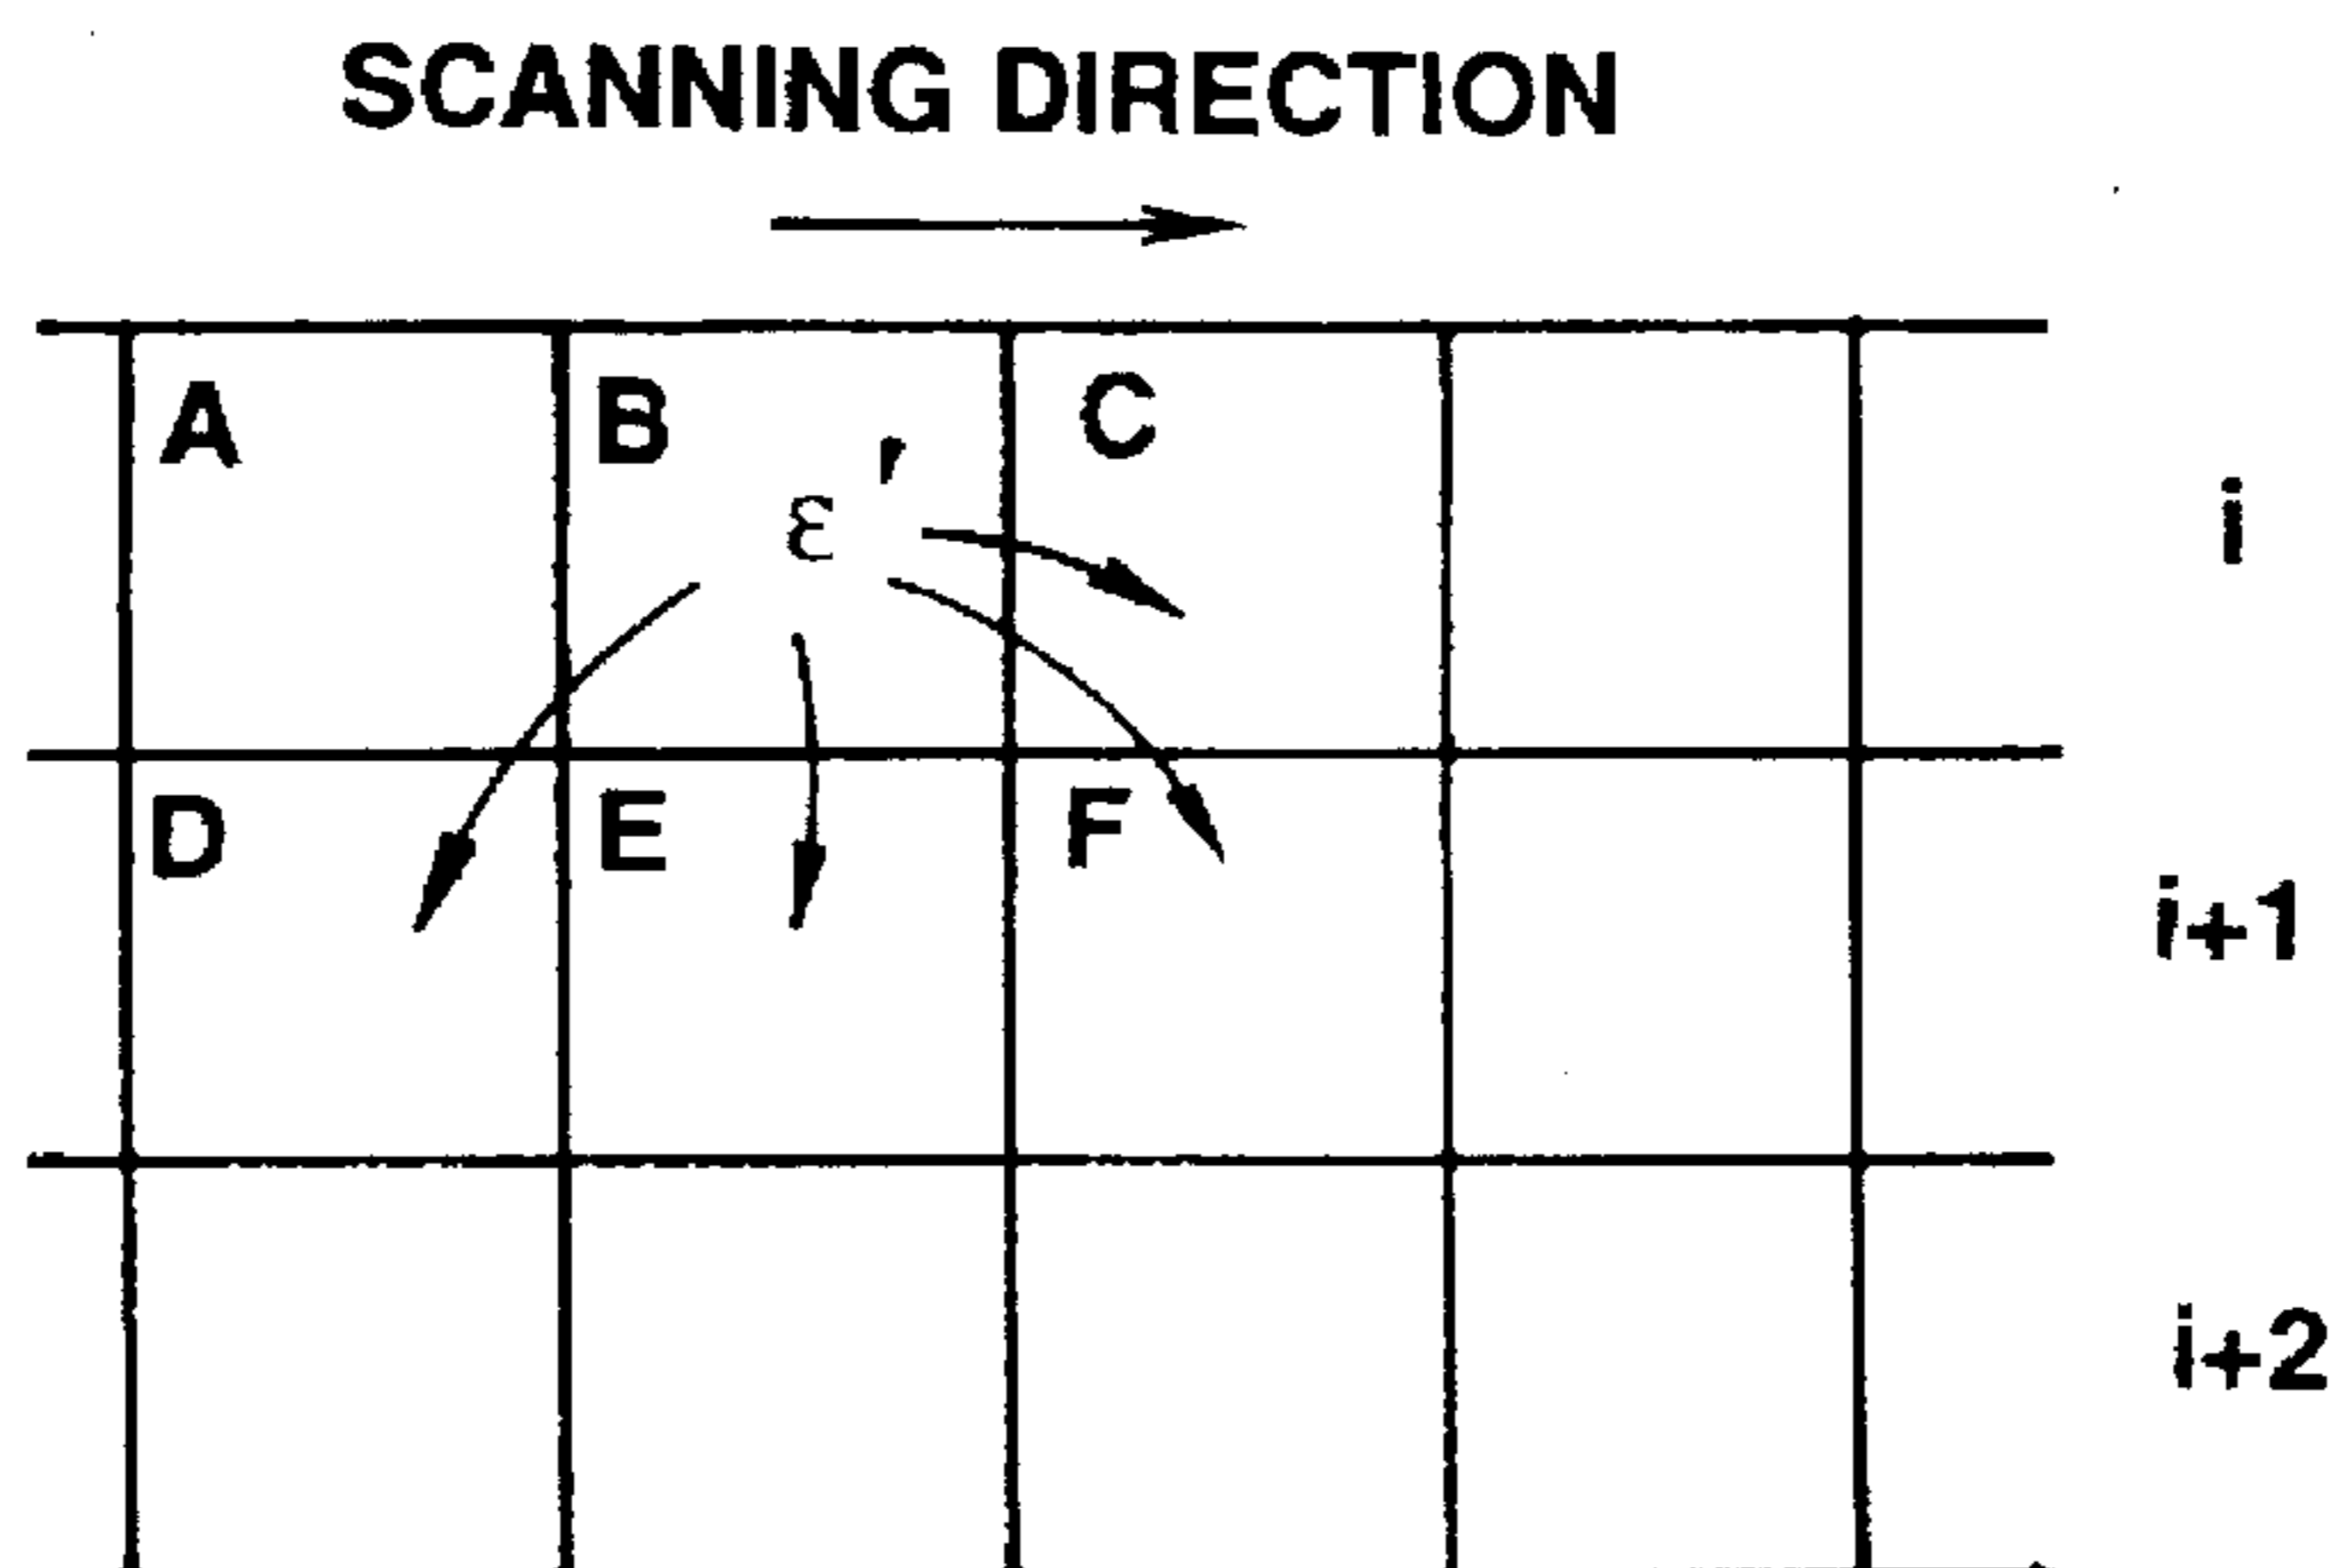 SCANNING DIRECTION
A B C
ε′
i
D E F
i+1
i+2